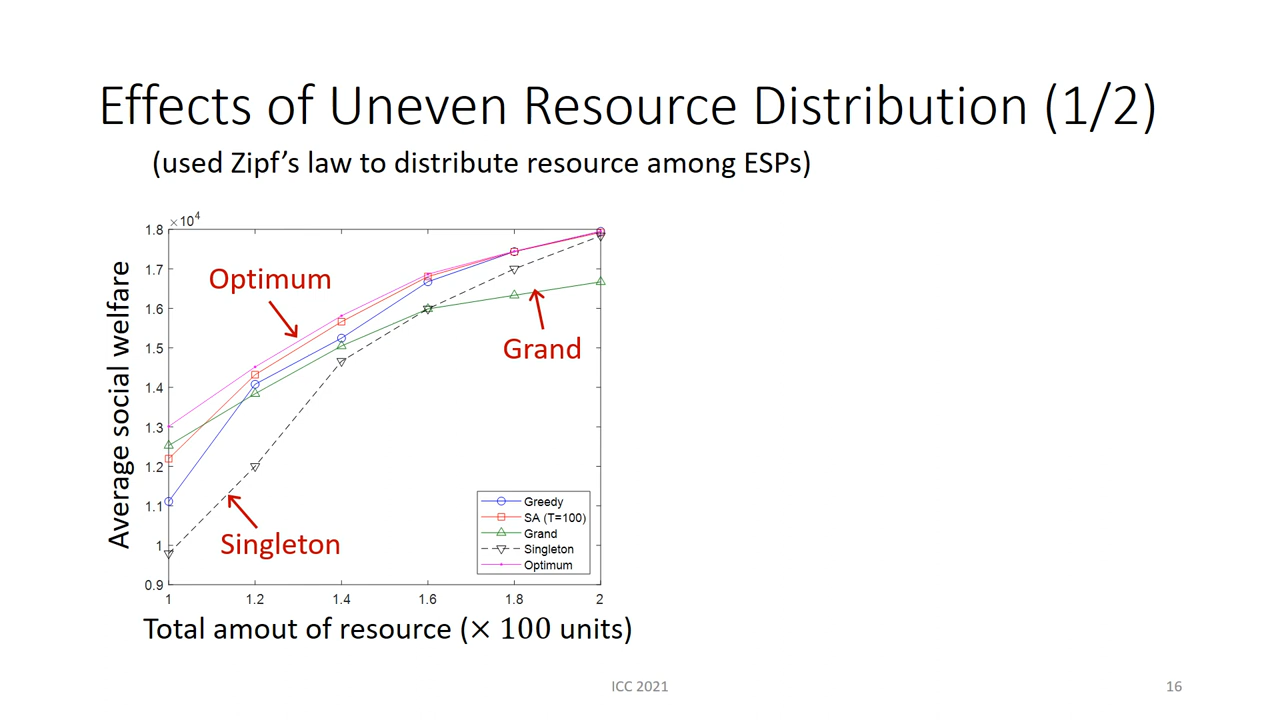 Effects of Uneven Resource Distribution (1/2)
(used Zipf's law to distribute resource among ESPs)
×10⁴
1.8
1.7
1.6
1.5
1.4
1.3
1.2
1.1
1
0.9
Average social welfare
Optimum
Grand
Singleton
Greedy
SA (T=100)
Grand
Singleton
Optimum
1 1.2 1.4 1.6 1.8 2
Total amout of resource (× 100 units)
ICC 2021
16